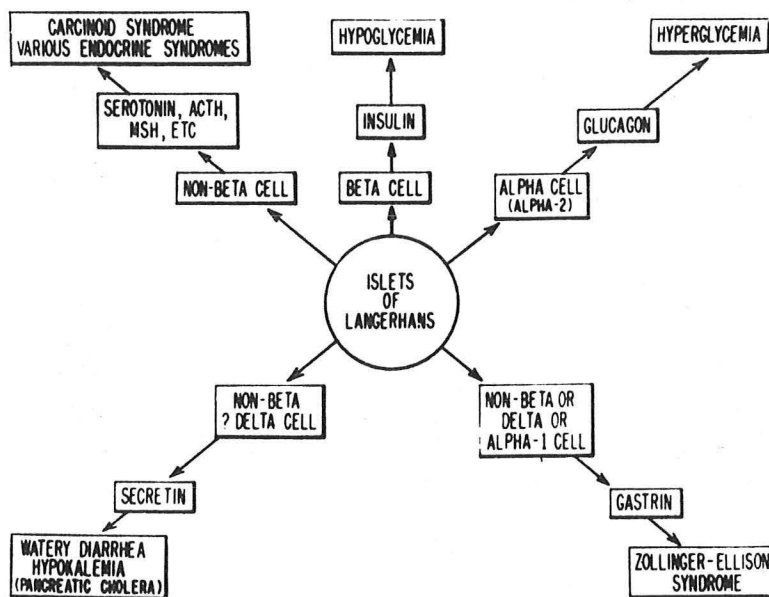 CARCINOID SYNDROME
VARIOUS ENDOCRINE SYNDROMES
HYPOGLYCEMIA
HYPERGLYCEMIA
SEROTONIN, ACTH,
MSH, ETC
INSULIN
GLUCAGON
NON-BETA CELL
BETA CELL
ALPHA CELL
(ALPHA-2)
ISLETS
OF
LANGERHANS
NON-BETA
? DELTA CELL
NON-BETA OR
DELTA OR
ALPHA-1 CELL
SECRETIN
GASTRIN
WATERY DIARRHEA
HYPOKALEMIA
(PANCREATIC CHOLERA)
ZOLLINGER-ELLISON
SYNDROME